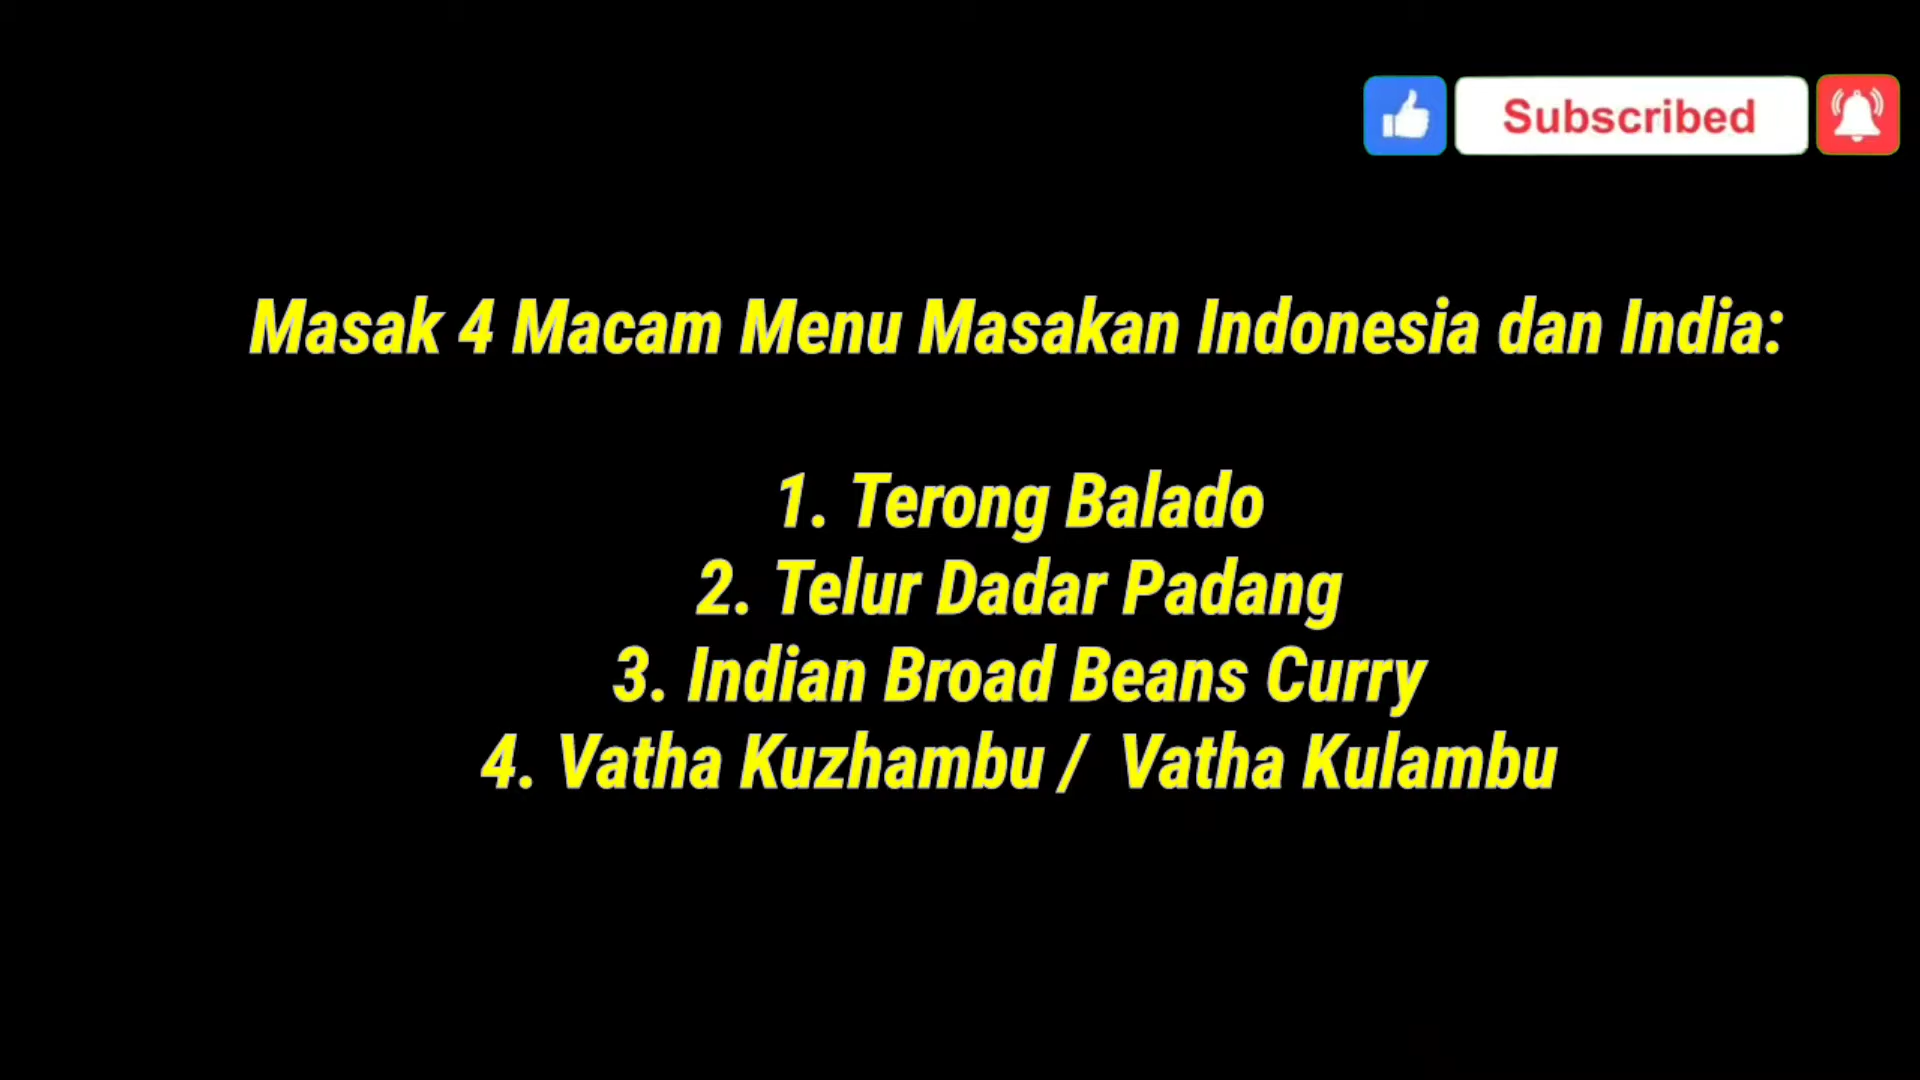 Subscribed
Masak 4 Macam Menu Masakan Indonesia dan India:
1. Terong Balado
2. Telur Dadar Padang
3. Indian Broad Beans Curry
4. Vatha Kuzhambu / Vatha Kulambu